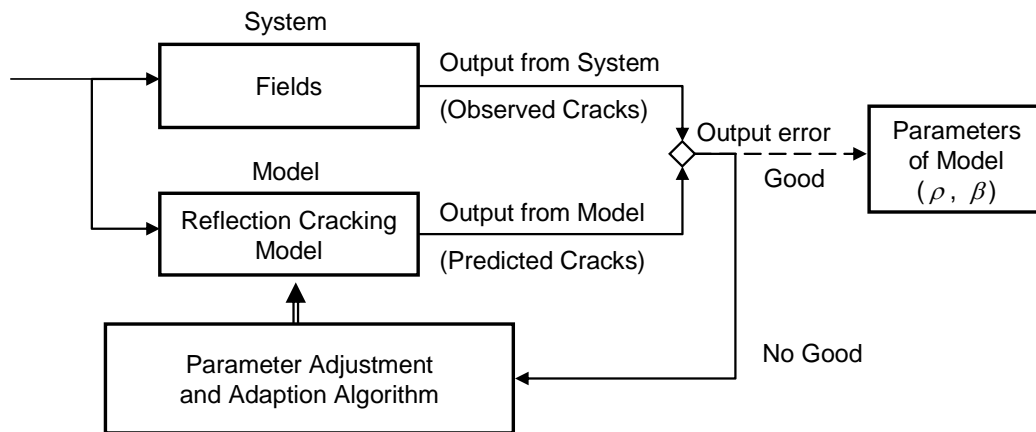 System
Fields
Output from System
(Observed Cracks)
Output error
Good
Parameters
of Model
( ρ , β )
Model
Reflection Cracking
Model
Output from Model
(Predicted Cracks)
No Good
Parameter Adjustment
and Adaption Algorithm